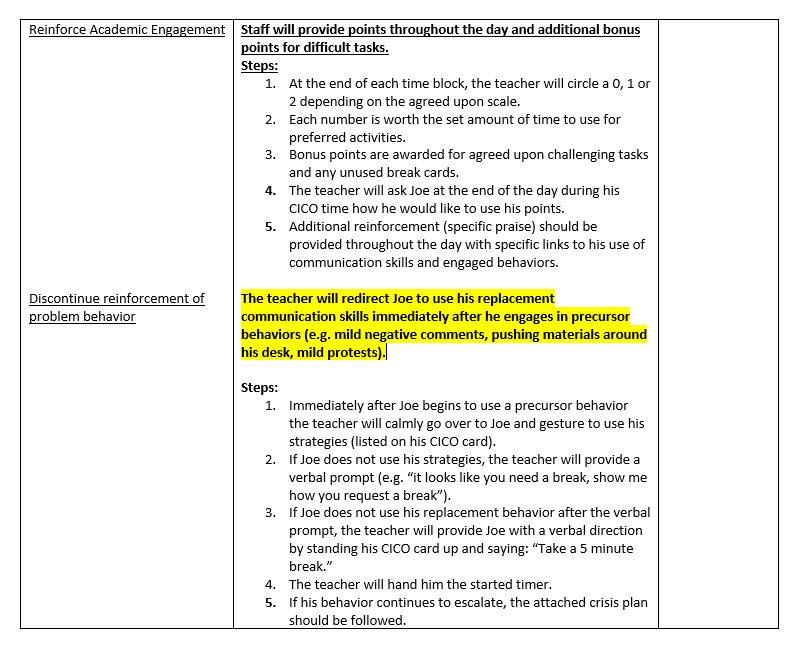 Reinforce Academic Engagement
Staff will provide points throughout the day and additional bonus
points for difficult tasks.
Steps:
1. At the end of each time block, the teacher will circle a 0, 1 or
2 depending on the agreed upon scale.
2. Each number is worth the set amount of time to use for
preferred activities.
3. Bonus points are awarded for agreed upon challenging tasks
and any unused break cards.
4. The teacher will ask Joe at the end of the day during his
CICO time how he would like to use his points.
5. Additional reinforcement (specific praise) should be
provided throughout the day with specific links to his use of
communication skills and engaged behaviors.
Discontinue reinforcement of
problem behavior
The teacher will redirect Joe to use his replacement
communication skills immediately after he engages in precursor
behaviors (e.g. mild negative comments, pushing materials around
his desk, mild protests).
Steps:
1. Immediately after Joe begins to use a precursor behavior
the teacher will calmly go over to Joe and gesture to use his
strategies (listed on his CICO card).
2. If Joe does not use his strategies, the teacher will provide a
verbal prompt (e.g. “it looks like you need a break, show me
how you request a break”).
3. If Joe does not use his replacement behavior after the verbal
prompt, the teacher will provide Joe with a verbal direction
by standing his CICO card up and saying: “Take a 5 minute
break.”
4. The teacher will hand him the started timer.
5. If his behavior continues to escalate, the attached crisis plan
should be followed.